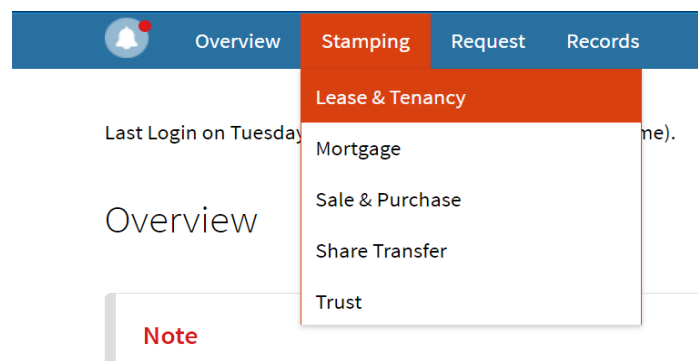 Overview Stamping Request Records
Lease & Tenancy
Last Login on Tuesday me).
Mortgage
Sale & Purchase
Overview
Share Transfer
Trust
Note